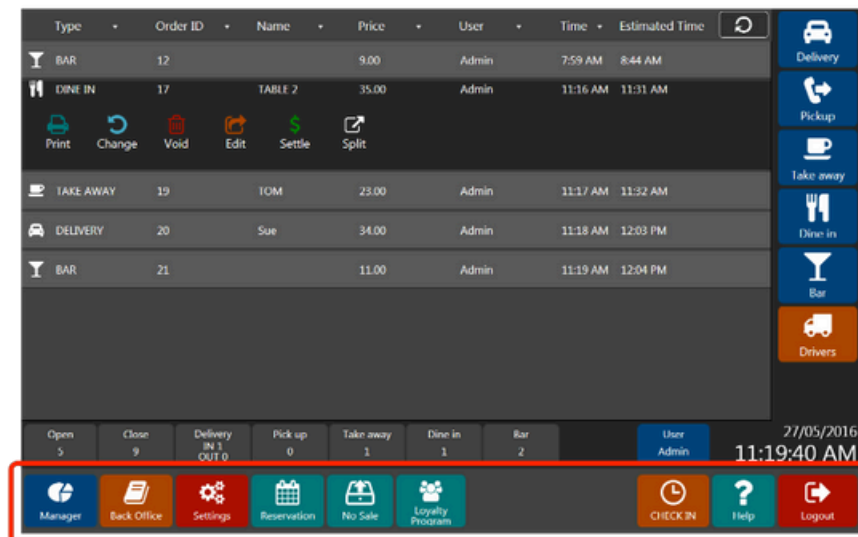 Type Order ID Name Price User Time Estimated Time
BAR 12 9.00 Admin 7:59 AM 8:44 AM
DINE IN 17 TABLE 2 35.00 Admin 11:16 AM 11:31 AM
Print Change Void Edit Settle Split
TAKE AWAY 19 TOM 23.00 Admin 11:17 AM 11:32 AM
DELIVERY 20 Sue 34.00 Admin 11:18 AM 12:03 PM
BAR 21 11.00 Admin 11:19 AM 12:04 PM
Delivery
Pickup
Take away
Dine in
Bar
Drivers
Open Close Delivery Pick up Take away Dine in Bar User
5 9 IN 1 0 1 1 2 Admin
OUT 0
27/05/2016
11:19:40 AM
Manager Back Office Settings Reservation No Sale Loyalty CHECK IN Help Logout
Program